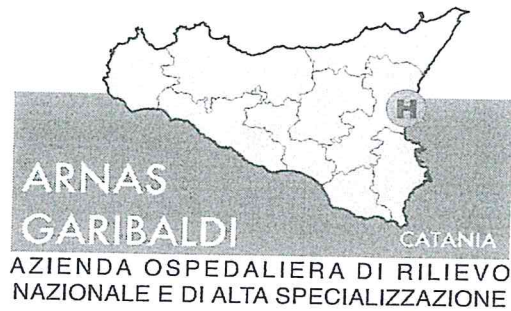 H
ARNAS
GARIBALDI
CATANIA
AZIENDA OSPEDALIERA DI RILIEVO
NAZIONALE E DI ALTA SPECIALIZZAZIONE